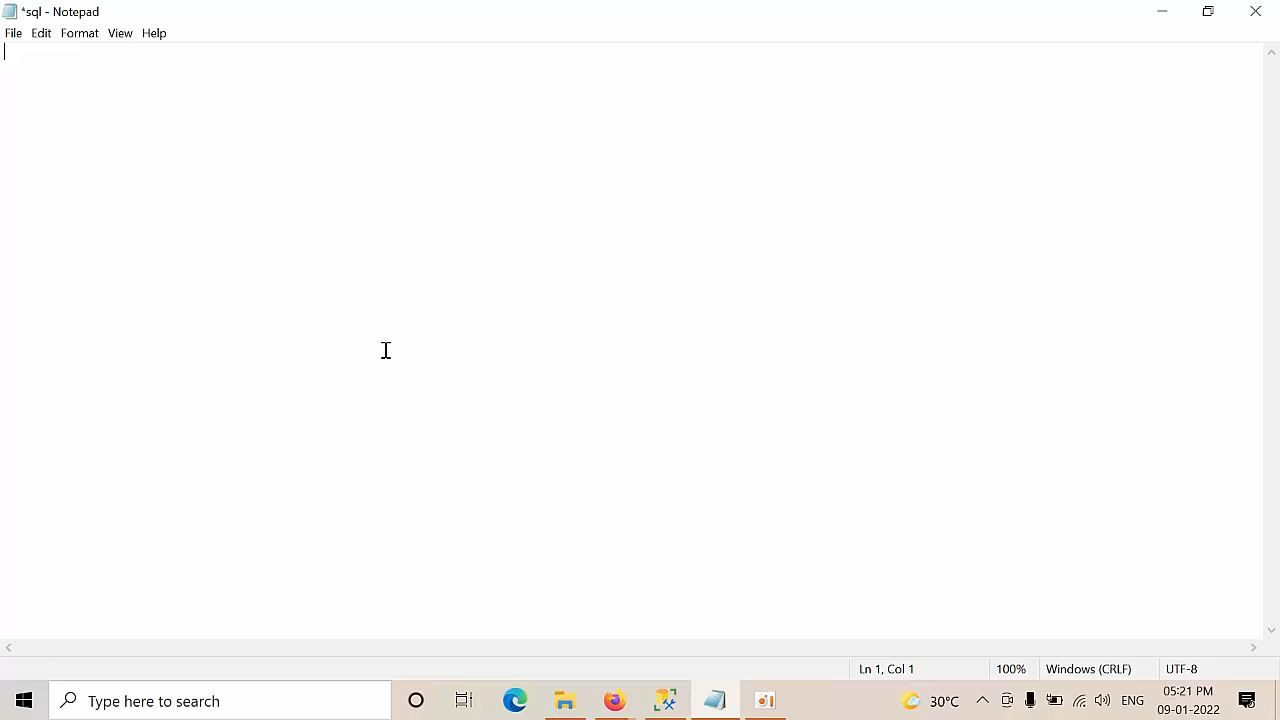 *sql - Notepad
File Edit Format View Help
Ln 1, Col 1 100% Windows (CRLF) UTF-8
Type here to search 30°C ENG 05:21 PM
09-01-2022